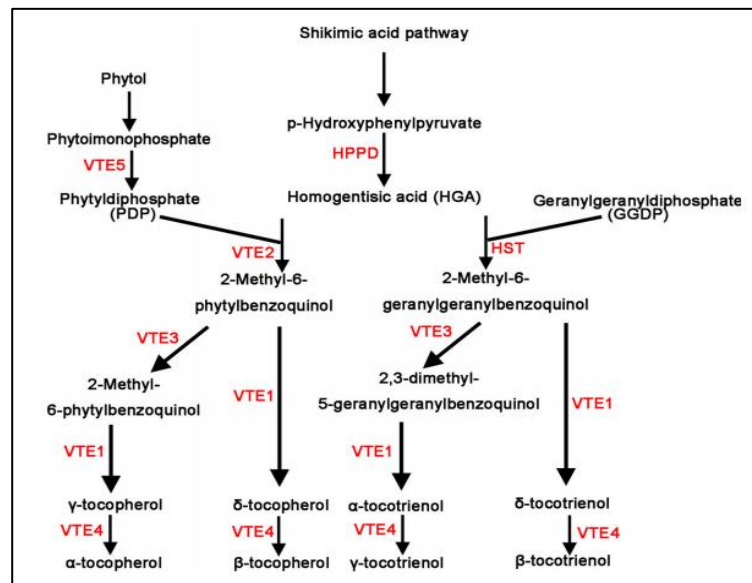 Shikimic acid pathway
Phytol
Phytoimonophosphate
p-Hydroxyphenylpyruvate
VTE5
HPPD
Phytyldiphosphate
(PDP)
Homogentisic acid (HGA)
Geranylgeranyldiphosphate
(GGDP)
VTE2
HST
2-Methyl-6-
phytylbenzoquinol
2-Methyl-6-
geranylgeranylbenzoquinol
VTE3
VTE3
2-Methyl-
6-phytylbenzoquinol
VTE1
2,3-dimethyl-
5-geranylgeranylbenzoquinol
VTE1
VTE1
VTE1
γ-tocopherol
δ-tocopherol
α-tocotrienol
δ-tocotrienol
VTE4
VTE4
VTE4
VTE4
α-tocopherol
β-tocopherol
γ-tocotrienol
β-tocotrienol